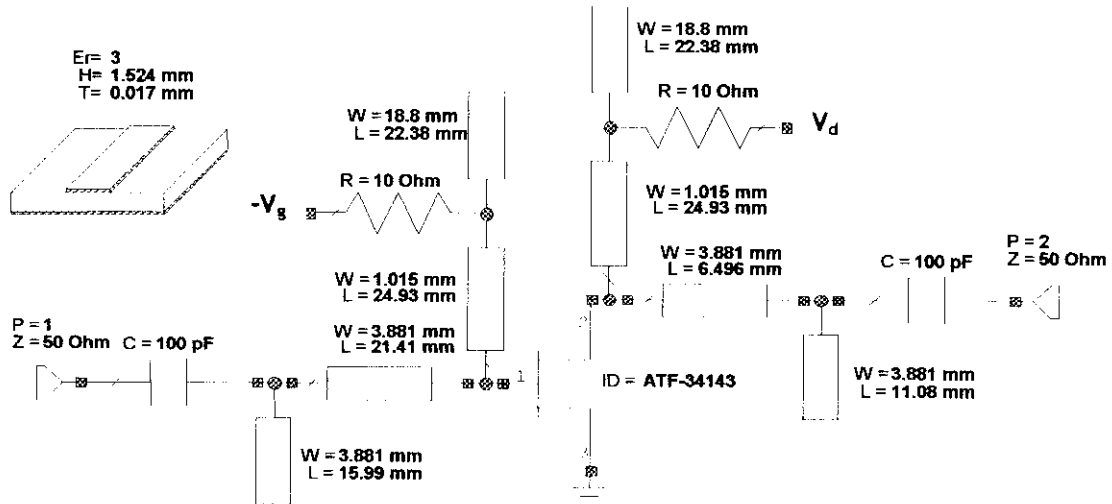 Er= 3
H= 1.524 mm
T= 0.017 mm
W = 18.8 mm
L = 22.38 mm
R = 10 Ohm
-Vg
W = 1.015 mm
L = 24.93 mm
W = 3.881 mm
L = 21.41 mm
P = 1
Z = 50 Ohm
C = 100 pF
W = 3.881 mm
L = 15.99 mm
1
W = 18.8 mm
L = 22.38 mm
R = 10 Ohm
Vd
W = 1.015 mm
L = 24.93 mm
W = 3.881 mm
L = 6.496 mm
C = 100 pF
P = 2
Z = 50 Ohm
2
ID = ATF-34143
W = 3.881 mm
L = 11.08 mm